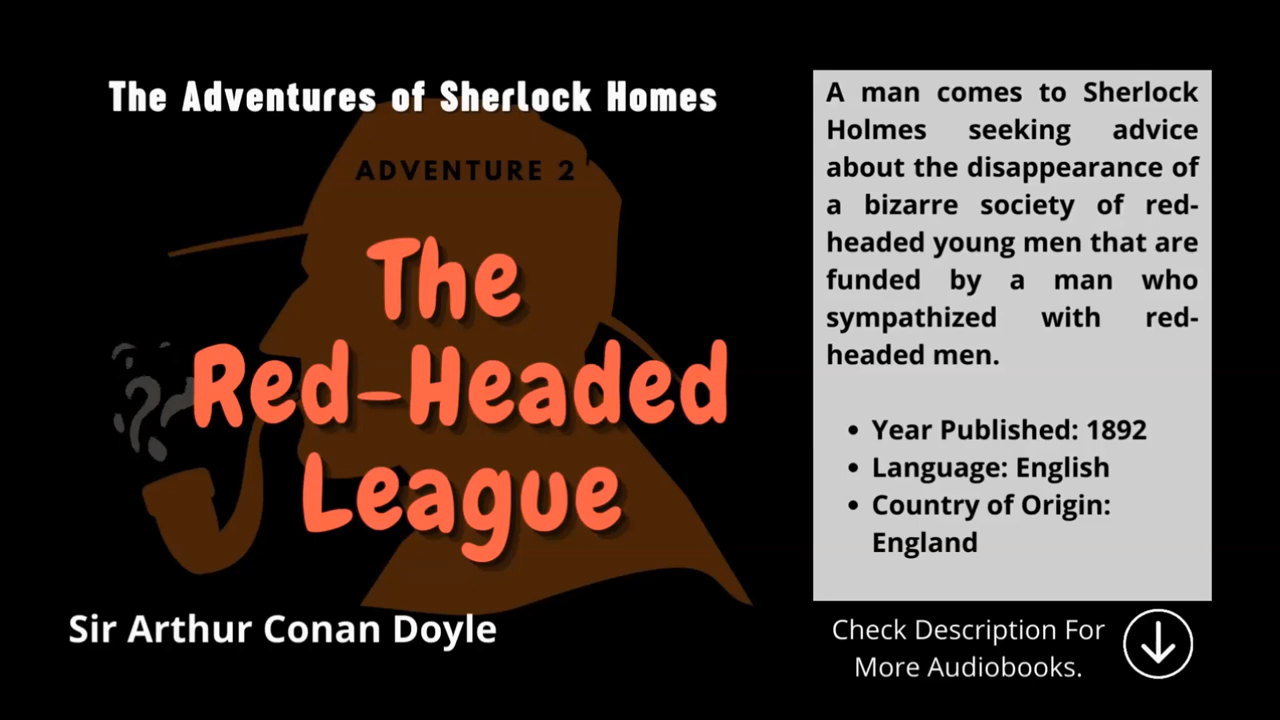 The Adventures of Sherlock Homes
ADVENTURE 2
The
Red-Headed
League
Sir Arthur Conan Doyle
A man comes to Sherlock
Holmes seeking advice
about the disappearance of
a bizarre society of red-
headed young men that are
funded by a man who
sympathized with red-
headed men.
• Year Published: 1892
• Language: English
• Country of Origin:
England
Check Description For
More Audiobooks.